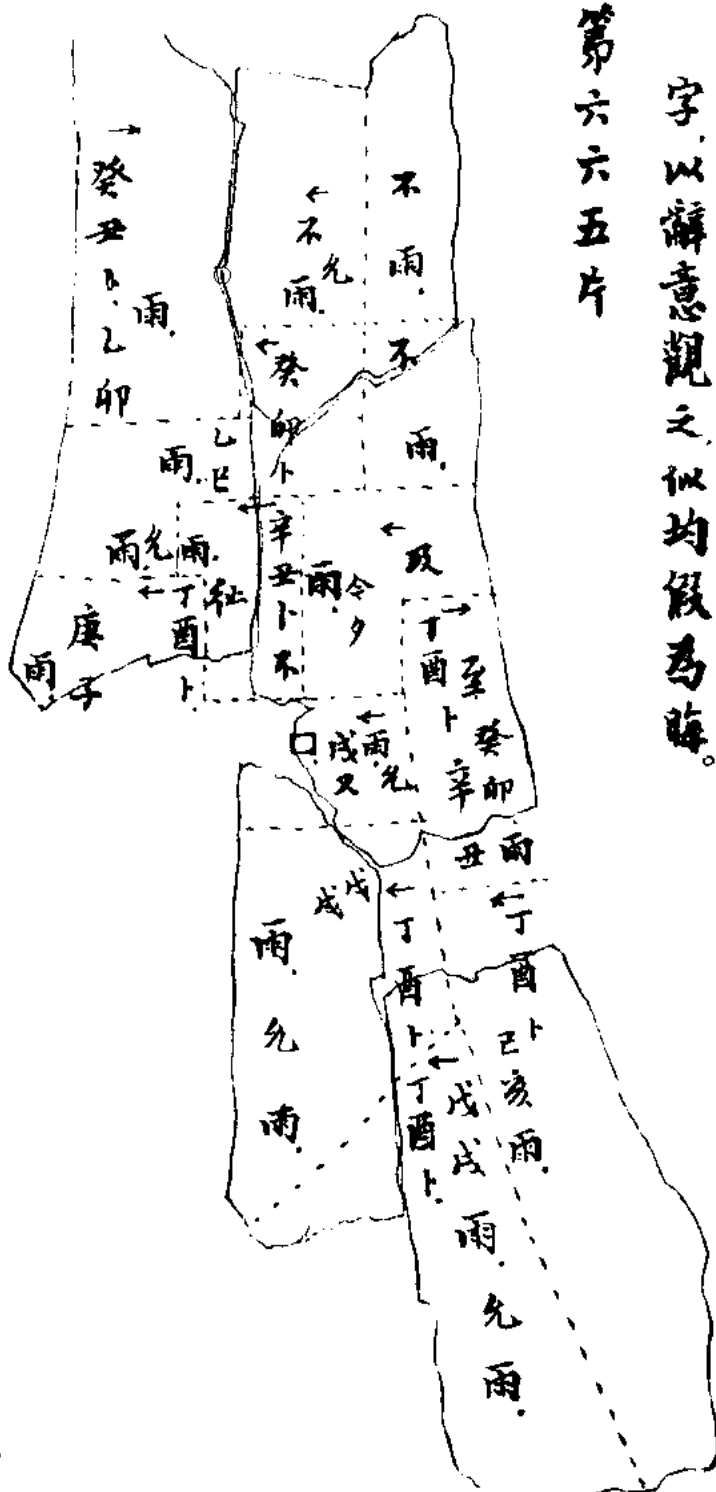 字，以辭意觀之，似均假為晦。
第六六五片
不雨。
←不雨。允
不雨。
←癸卯卜
→癸丑卜，乙卯雨。
乙巳雨。允雨
←辛丑卜不雨。
←丁酉卜庚子雨。
←今夕雨。
→丁酉卜辛丑至癸卯雨
←雨。允
戌又□
←丁酉卜戊戌雨。允雨。
←丁酉卜己亥雨。
←丁酉卜戊戌雨。允雨。